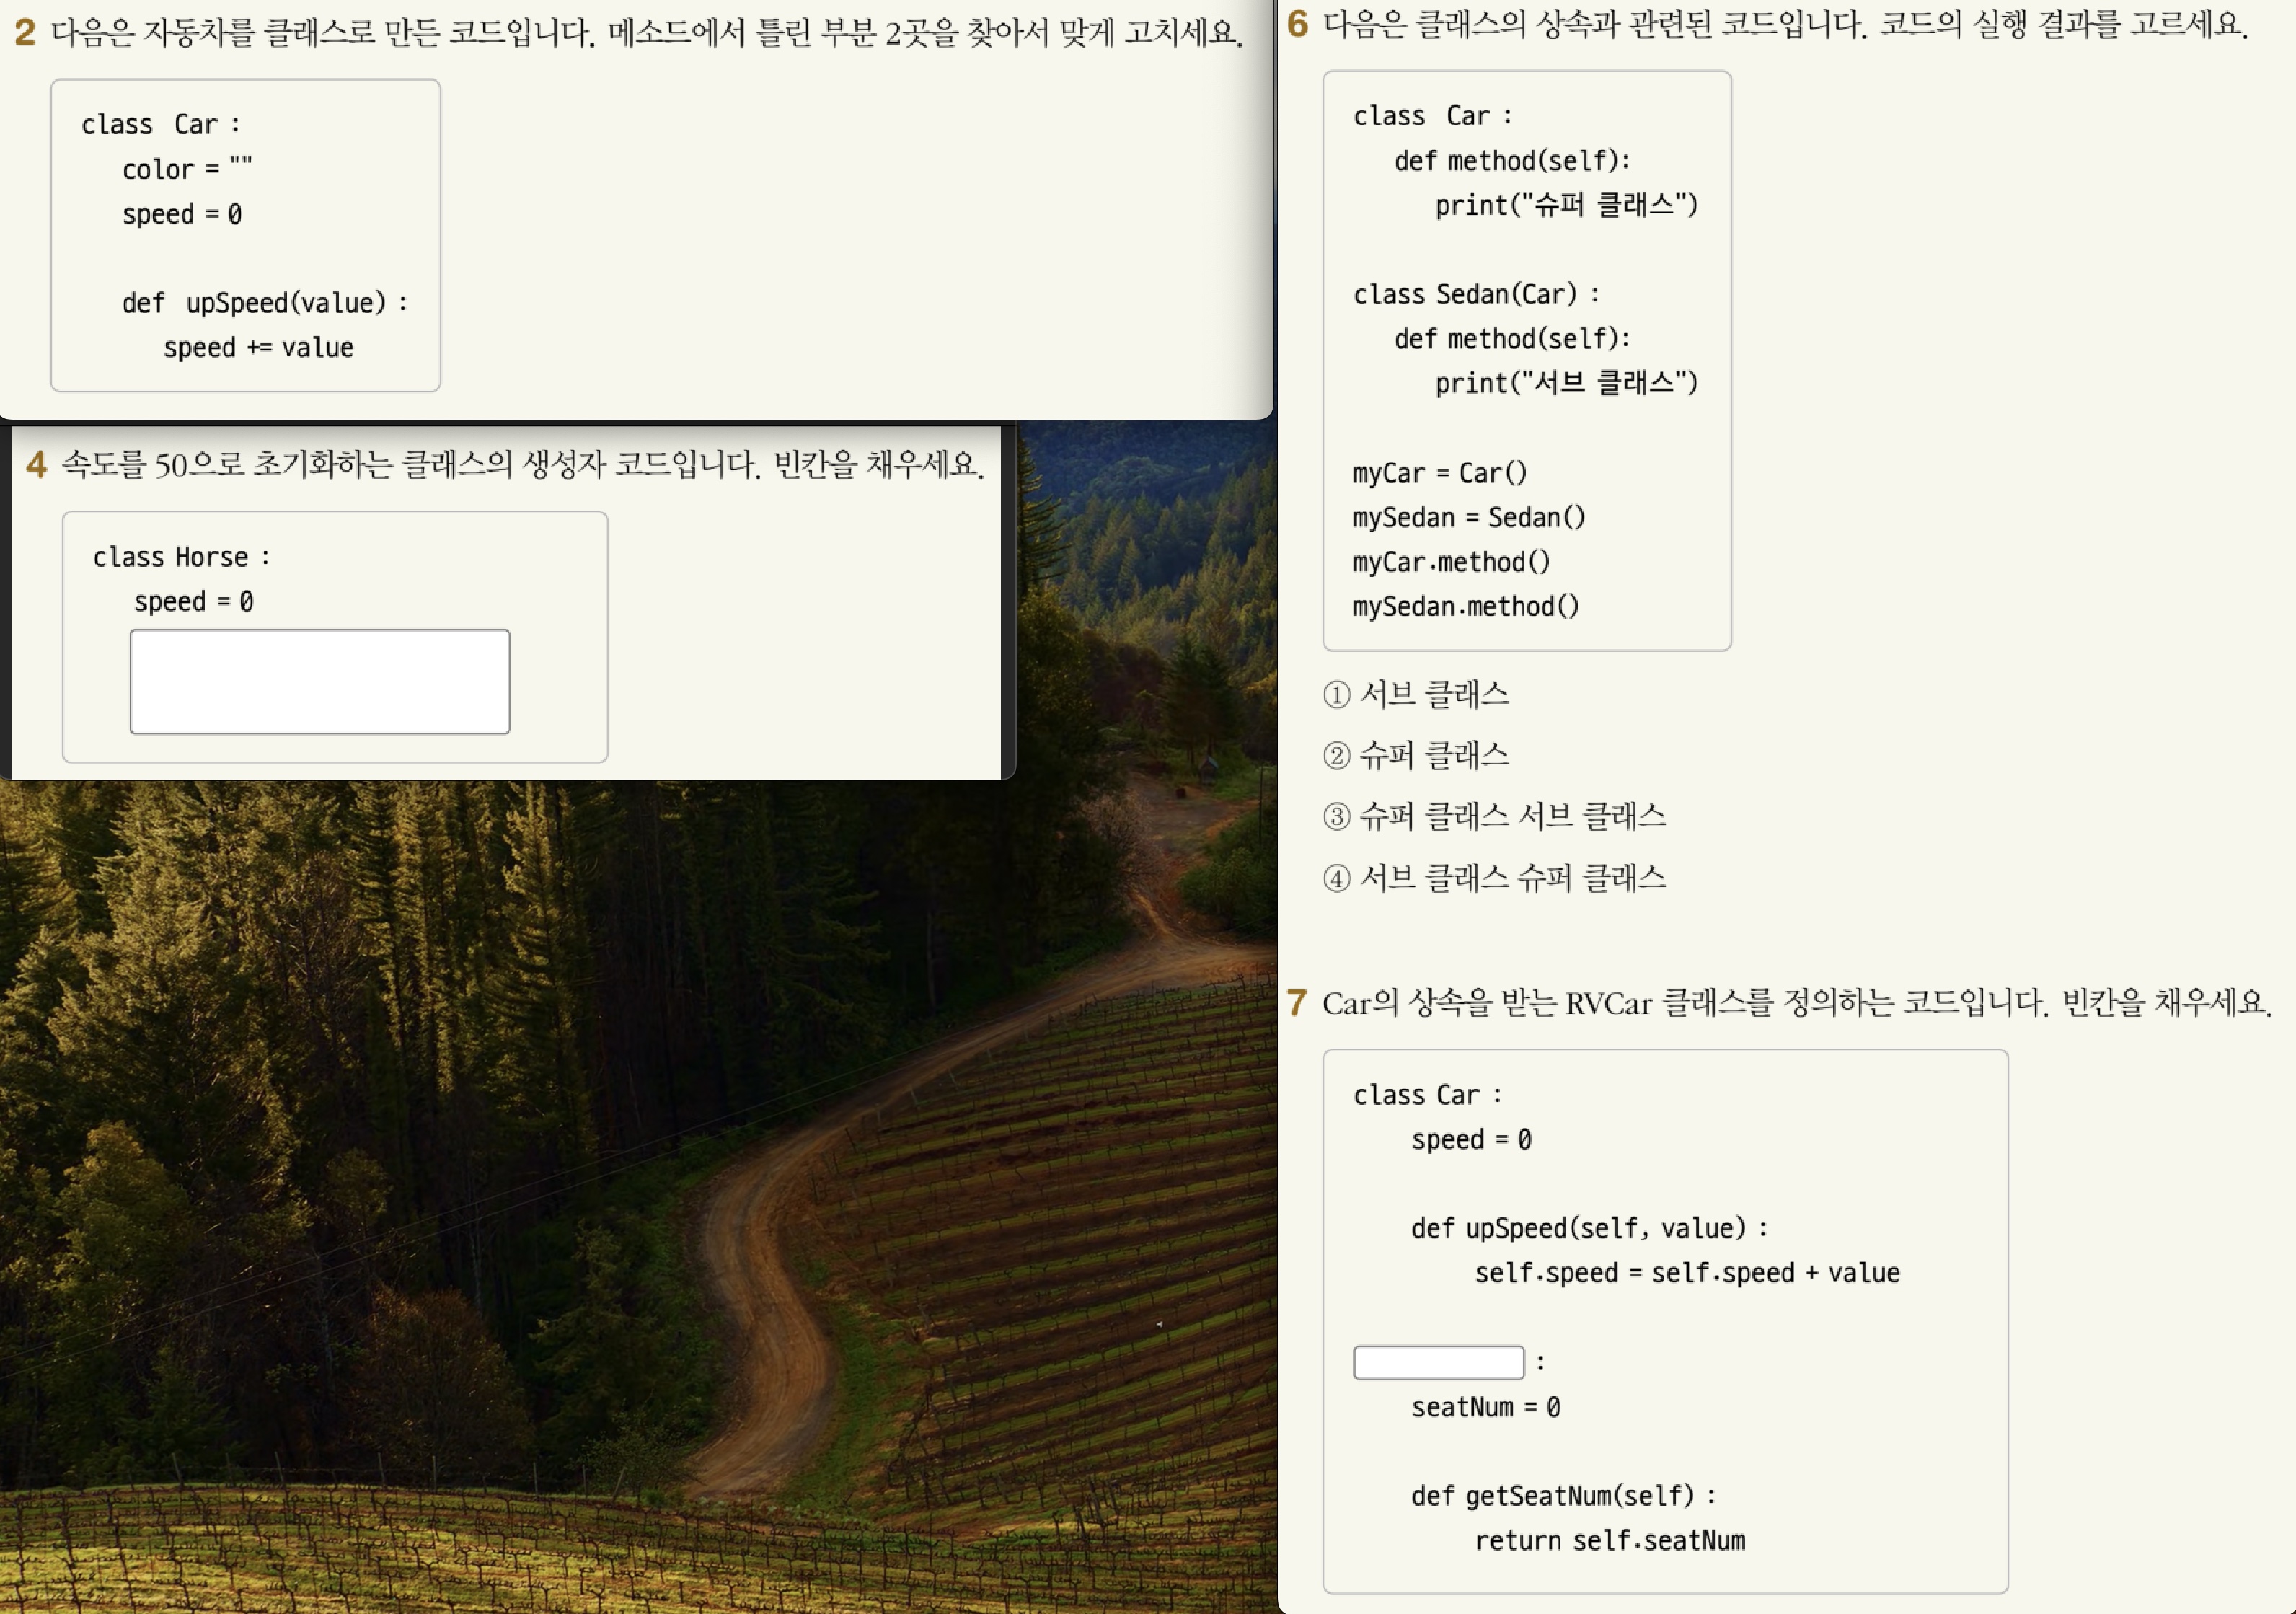 2 다음은 자동차를 클래스로 만든 코드입니다. 메소드에서 틀린 부분 2곳을 찾아서 맞게 고치세요.
class Car :
color = ""
speed = 0
def upSpeed(value) :
speed += value
4 속도를 50으로 초기화하는 클래스의 생성자 코드입니다. 빈칸을 채우세요.
class Horse :
speed = 0
6 다음은 클래스의 상속과 관련된 코드입니다. 코드의 실행 결과를 고르세요.
class Car :
def method(self):
print("슈퍼 클래스")
class Sedan(Car) :
def method(self):
print("서브 클래스")
myCar = Car()
mySedan = Sedan()
myCar.method()
mySedan.method()
① 서브 클래스
② 슈퍼 클래스
③ 슈퍼 클래스 서브 클래스
④ 서브 클래스 슈퍼 클래스
7 Car의 상속을 받는 RVCar 클래스를 정의하는 코드입니다. 빈칸을 채우세요.
class Car :
speed = 0
def upSpeed(self, value) :
self.speed = self.speed + value
:
seatNum = 0
def getSeatNum(self) :
return self.seatNum